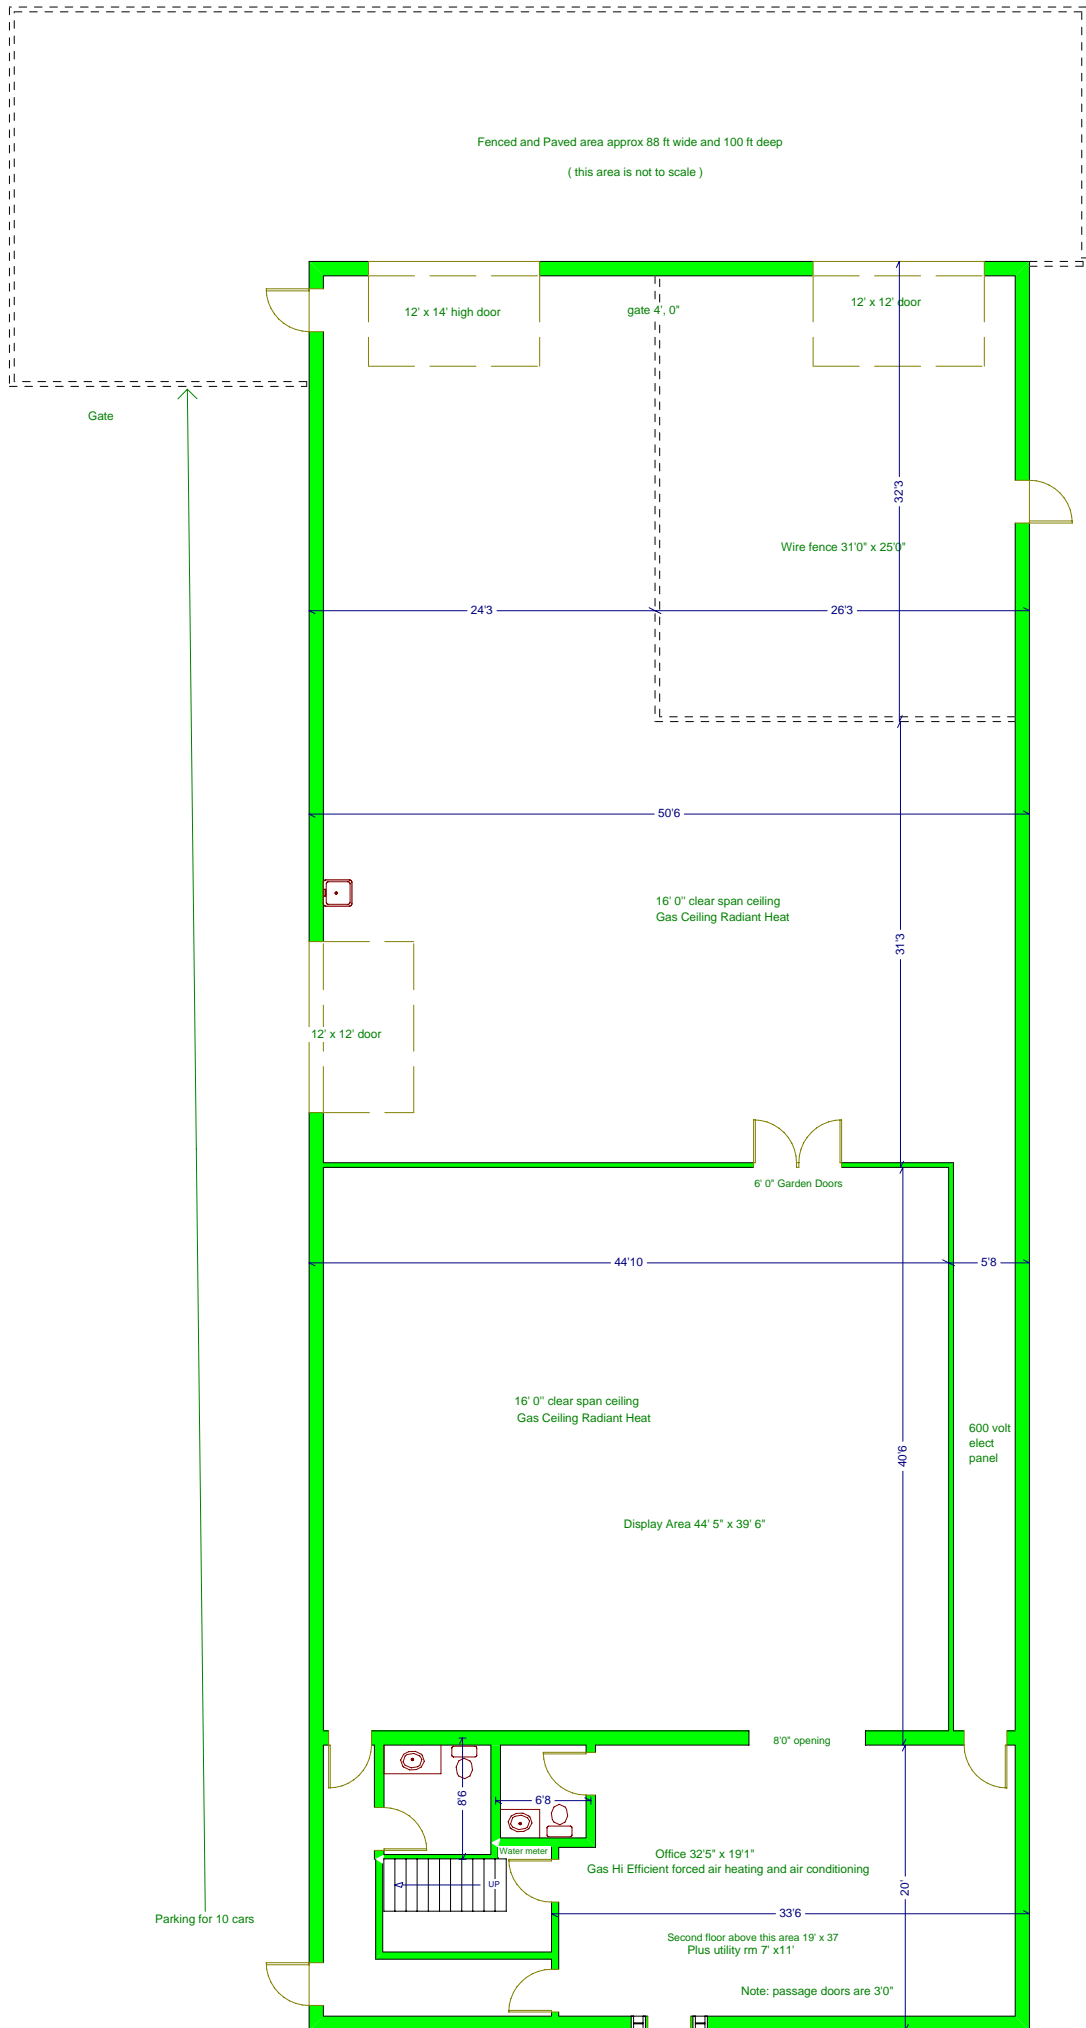 Fenced and Paved area approx 88 ft wide and 100 ft deep
( this area is not to scale )
12' x 14' high door
gate 4', 0"
12' x 12' door
Gate
32'3
Wire fence 31'0" x 25'0"
24'3
26'3
50'6
16' 0" clear span ceiling
Gas Ceiling Radiant Heat
31'3
12' x 12' door
6' 0" Garden Doors
44'10
5'8
16' 0" clear span ceiling
Gas Ceiling Radiant Heat
600 volt
elect
panel
40'6
Display Area 44' 5" x 39' 6"
8'0" opening
8'6
6'8
Water meter
Office 32'5" x 19'1"
Gas Hi Efficient forced air heating and air conditioning
UP
20'
33'6
Parking for 10 cars
Second floor above this area 19' x 37
Plus utility rm 7' x11'
Note: passage doors are 3'0"